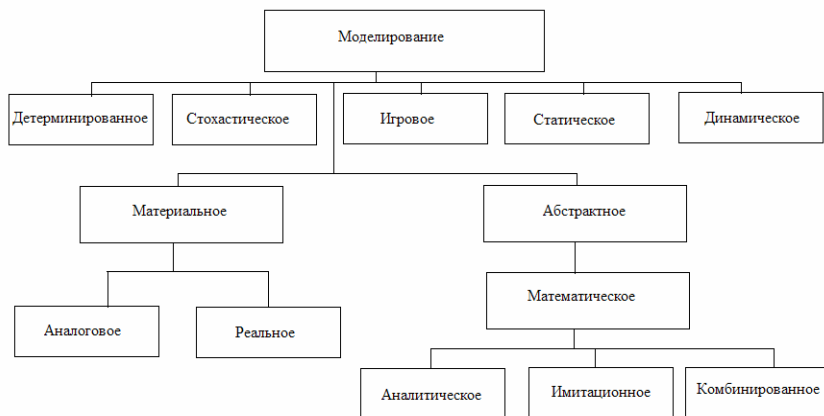 Моделирование
Детерминированное
Стохастическое
Игровое
Статическое
Динамическое
Материальное
Абстрактное
Математическое
Аналоговое
Реальное
Аналитическое
Имитационное
Комбинированное